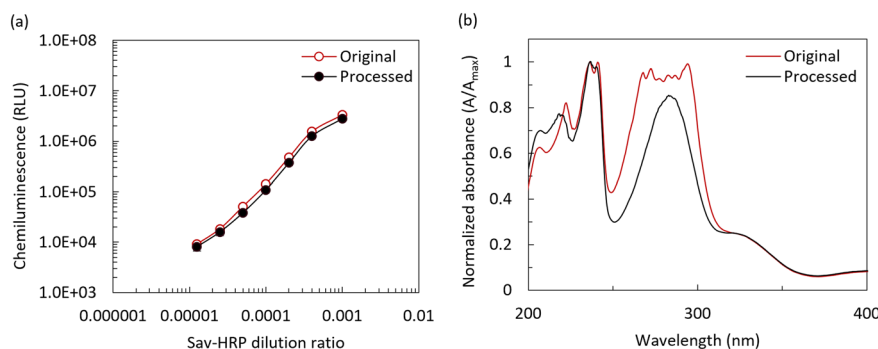 (a)
1.0E+08
1.0E+07
1.0E+06
1.0E+05
1.0E+04
1.0E+03
Chemiluminescence (RLU)
Original
Processed
0.000001 0.00001 0.0001 0.001 0.01
Sav-HRP dilution ratio
(b)
1
0.8
0.6
0.4
0.2
0
Normalized absorbance (A/Amax)
Original
Processed
200 300 400
Wavelength (nm)